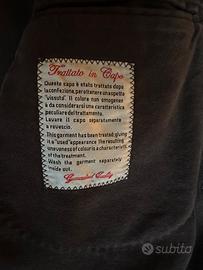 Trattato in Capo
Questo capo è stato trattato dopo
la confezione, per ottenere un aspetto
"vissuto". Il colore non omogeneo
è da considerarsi una caratteristica
peculiare del trattamento.
Lavare il capo separatamente
a rovescio.
This garment has been treated, giving
it a "used" appearance the resulting
unevenness of colour is a characteristic
of the treatment.
Wash the garment separately
inside out.
subito